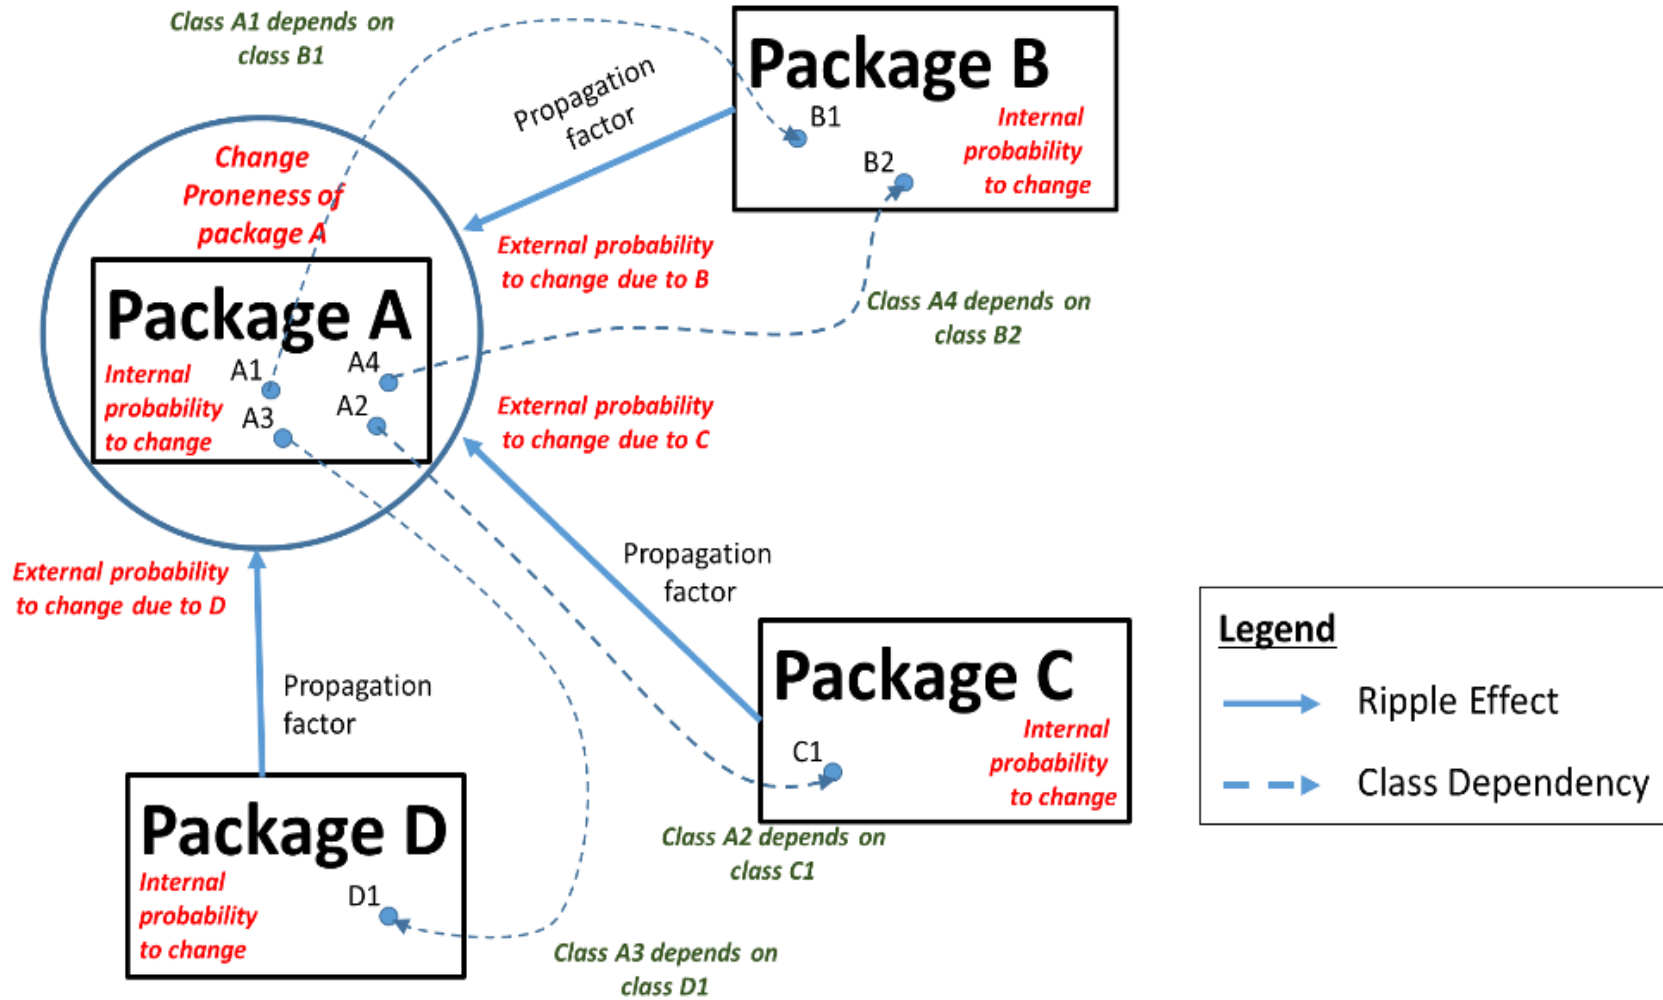 Class A1 depends on
class B1
Propagation
factor
Package B
B1
B2
Internal
probability
to change
Change
Proneness of
package A
Package A
A1
A4
A3
A2
Internal
probability
to change
External probability
to change due to B
Class A4 depends on
class B2
External probability
to change due to C
Propagation
factor
External probability
to change due to D
Propagation
factor
Package C
C1
Internal
probability
to change
Class A2 depends on
class C1
Package D
Internal
probability
to change
D1
Class A3 depends on
class D1
Legend
Ripple Effect
Class Dependency